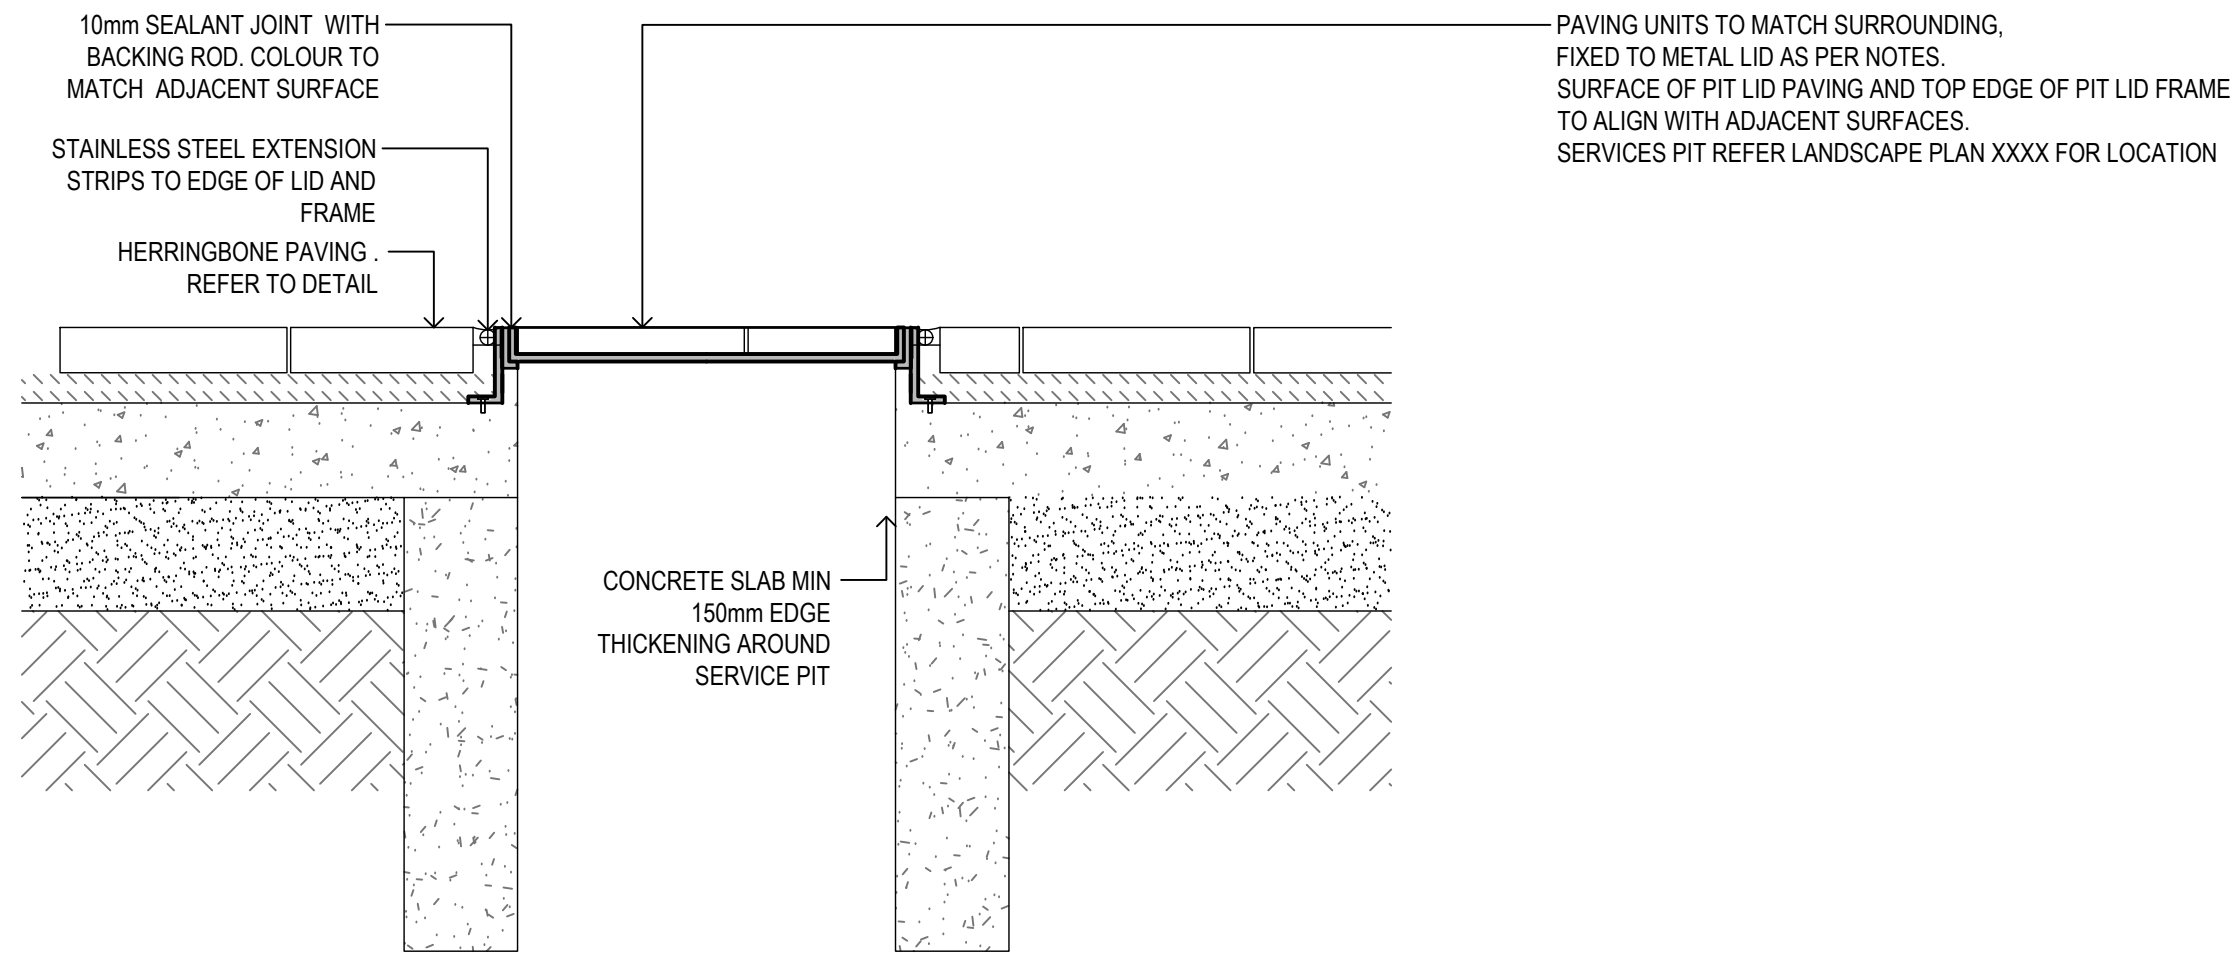 10mm SEALANT JOINT  WITH
BACKING ROD. COLOUR TO
MATCH  ADJACENT SURFACE
STAINLESS STEEL EXTENSION
STRIPS TO EDGE OF LID AND
FRAME
HERRINGBONE PAVING .
REFER TO DETAIL
PAVING UNITS TO MATCH SURROUNDING,
FIXED TO METAL LID AS PER NOTES.
SURFACE OF PIT LID PAVING AND TOP EDGE OF PIT LID FRAME
TO ALIGN WITH ADJACENT SURFACES.
SERVICES PIT REFER LANDSCAPE PLAN XXXX FOR LOCATION
CONCRETE SLAB MIN
150mm EDGE
THICKENING AROUND
SERVICE PIT